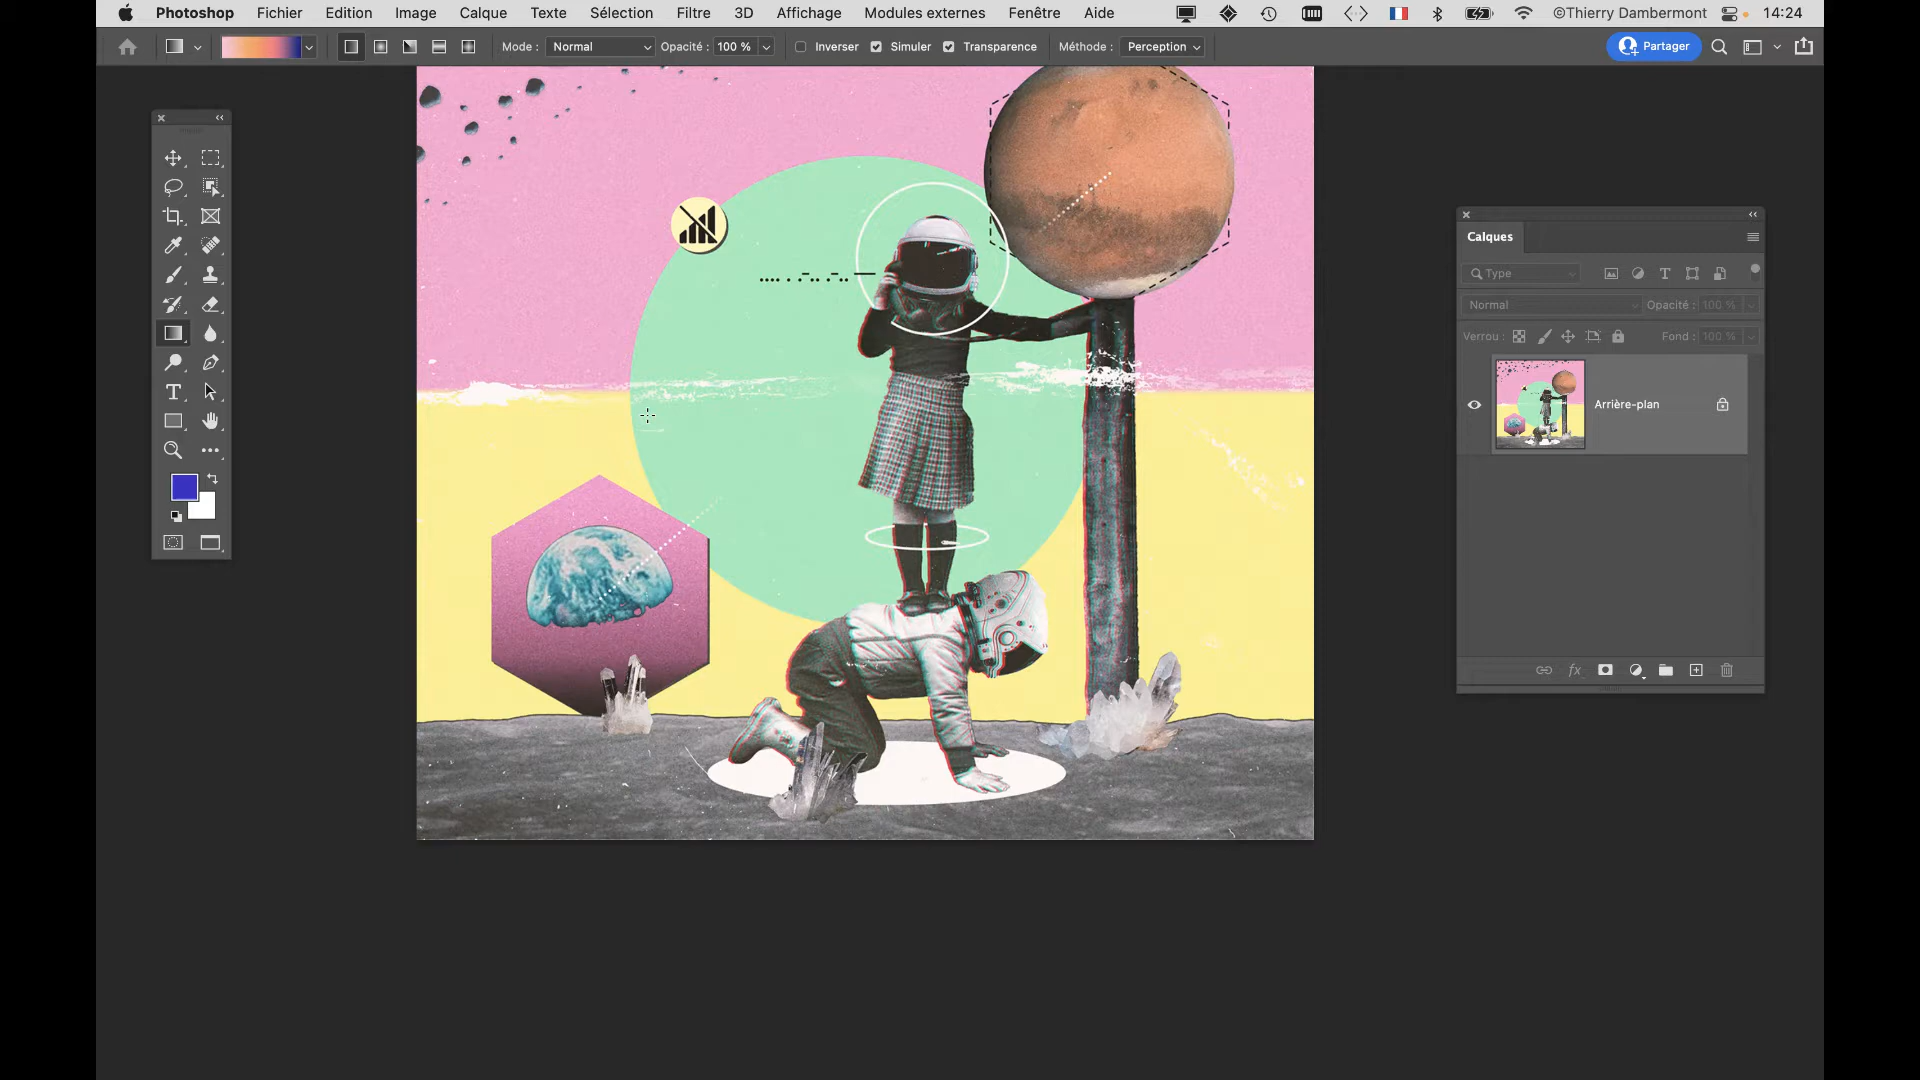 Photoshop Fichier Edition Image Calque Texte Sélection Filtre 3D Affichage Modules externes Fenêtre Aide ©Thierry Dambermont 14:24
Mode : Normal Opacité : 100 % Inverser Simuler Transparence Méthode : Perception Partager
Calques
Type
Normal Opacité : 100 %
Verrou : Fond : 100 %
Arrière-plan